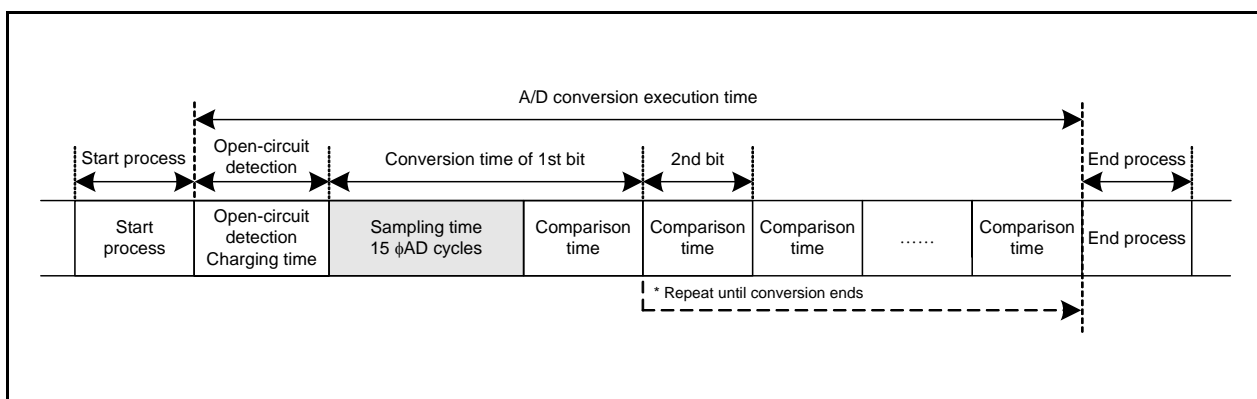 A/D conversion execution time
Start process
Open-circuit
detection
Conversion time of 1st bit
2nd bit
End process
Start
process
Open-circuit
detection
Charging time
Sampling time
15 ϕAD cycles
Comparison
time
Comparison
time
Comparison
time
……
Comparison
time
End process
* Repeat until conversion ends